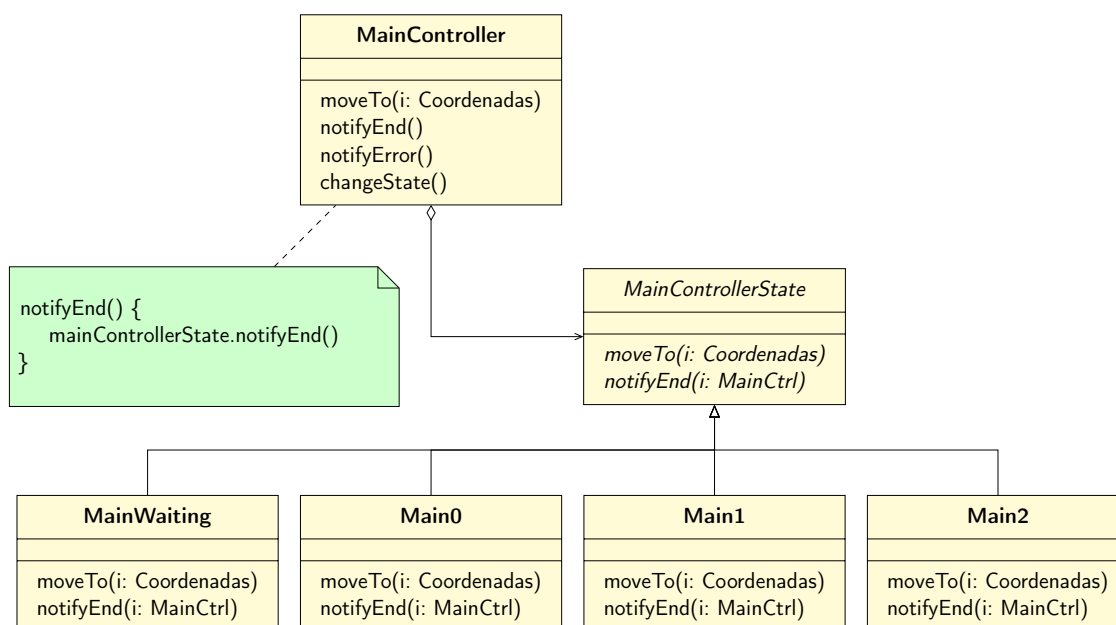 MainController
moveTo(i: Coordenadas)
notifyEnd()
notifyError()
changeState()
notifyEnd() {
mainControllerState.notifyEnd()
}
MainControllerState
moveTo(i: Coordenadas)
notifyEnd(i: MainCtrl)
MainWaiting
moveTo(i: Coordenadas)
notifyEnd(i: MainCtrl)
Main0
moveTo(i: Coordenadas)
notifyEnd(i: MainCtrl)
Main1
moveTo(i: Coordenadas)
notifyEnd(i: MainCtrl)
Main2
moveTo(i: Coordenadas)
notifyEnd(i: MainCtrl)